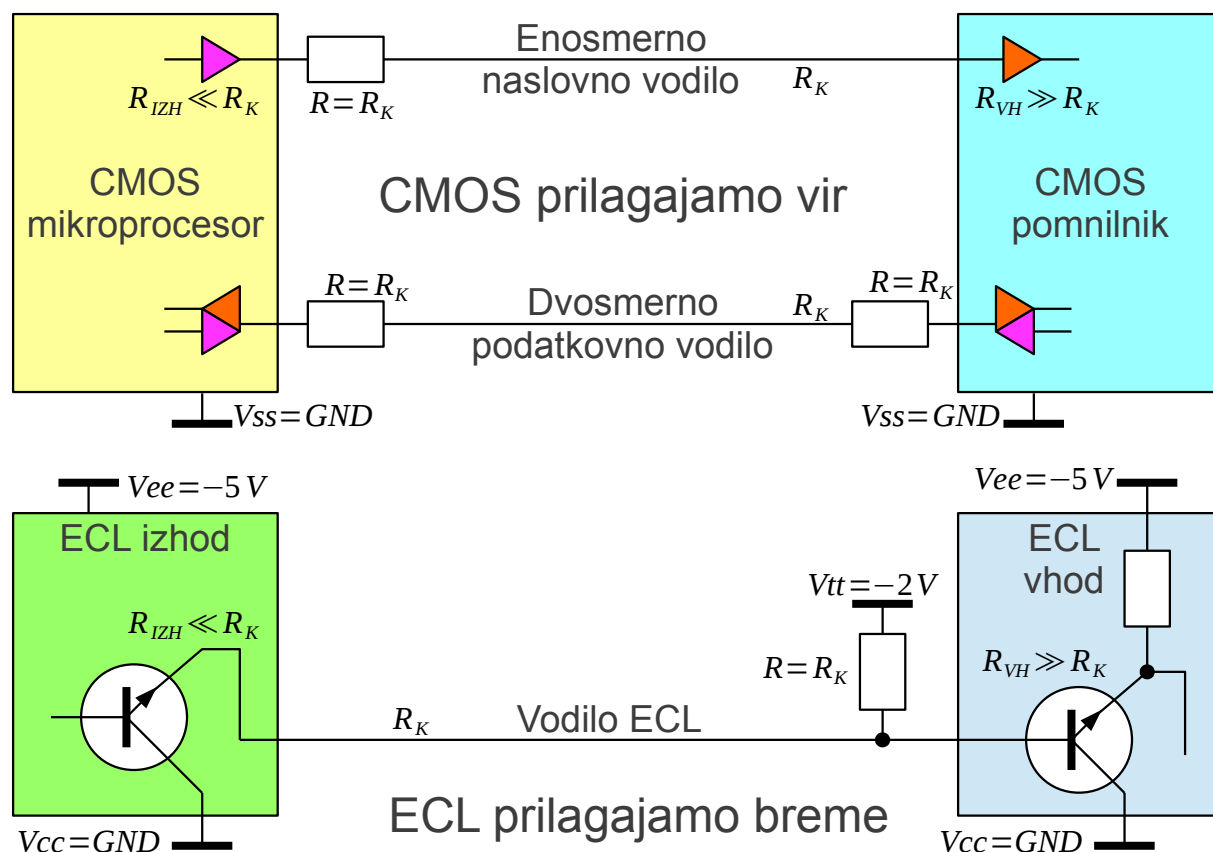 Enosmerno
naslovno vodilo
R_IZH ≪ R_K
R = R_K
R_K
R_VH ≫ R_K
CMOS
mikroprocesor
CMOS prilagajamo vir
CMOS
pomnilnik
R = R_K
Dvosmerno
podatkovno vodilo
R_K
R = R_K
Vss = GND
Vss = GND
Vee = −5 V
Vee = −5 V
ECL izhod
ECL
vhod
Vtt = −2 V
R_IZH ≪ R_K
R = R_K
R_VH ≫ R_K
R_K
Vodilo ECL
ECL prilagajamo breme
Vcc = GND
Vcc = GND